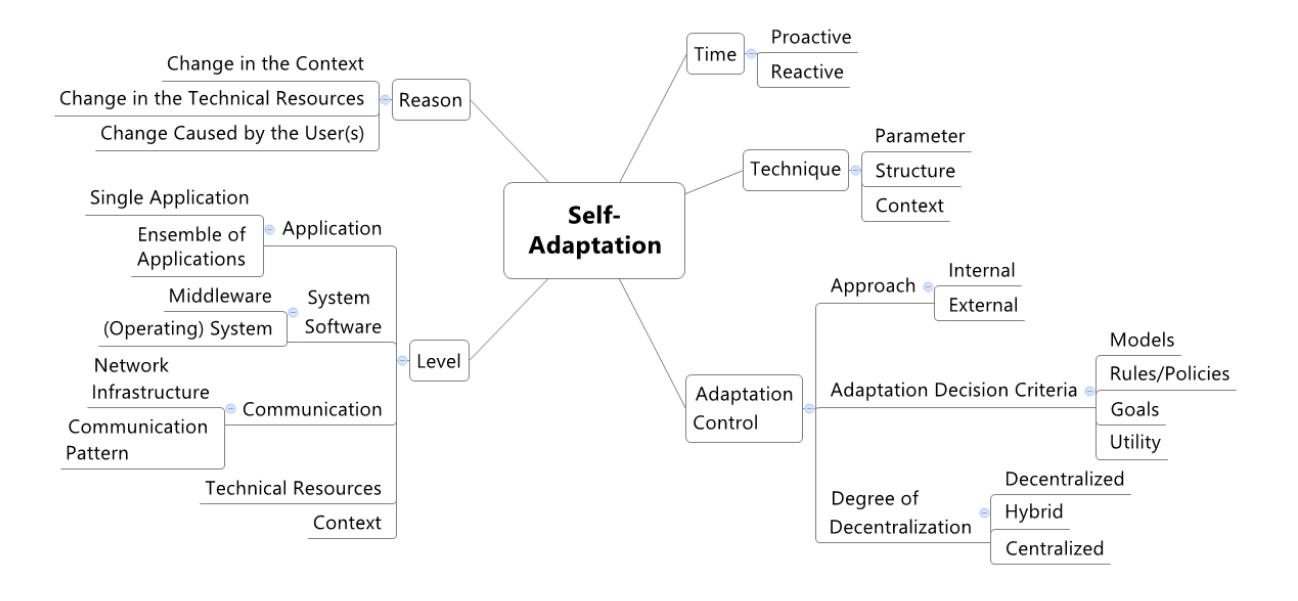 Self-
Adaptation
Time
Proactive
Reactive
Technique
Parameter
Structure
Context
Adaptation
Control
Approach
Internal
External
Adaptation Decision Criteria
Models
Rules/Policies
Goals
Utility
Degree of
Decentralization
Decentralized
Hybrid
Centralized
Reason
Change in the Context
Change in the Technical Resources
Change Caused by the User(s)
Level
Application
Single Application
Ensemble of
Applications
System
Software
Middleware
(Operating) System
Communication
Network
Infrastructure
Communication
Pattern
Technical Resources
Context